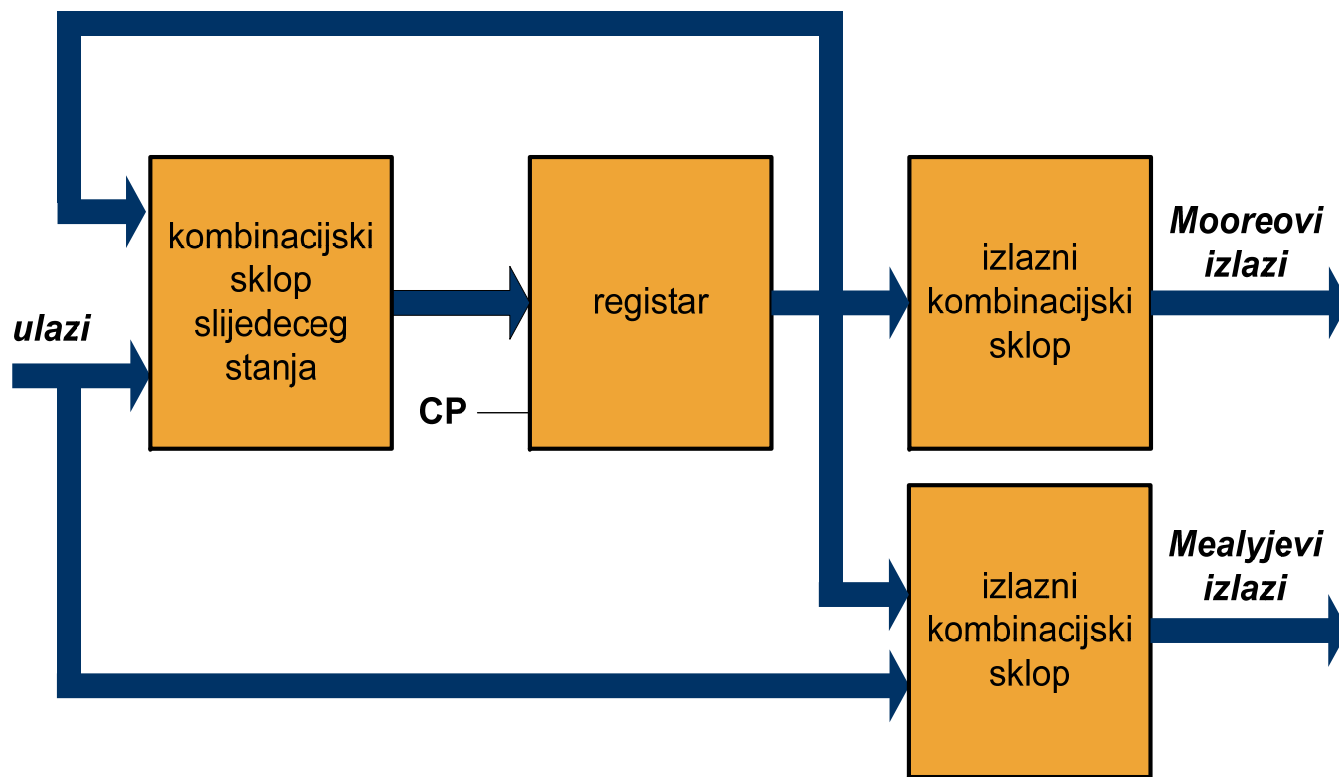 kombinacijski
sklop
slijedeceg
stanja
registar
izlazni
kombinacijski
sklop
Mooreovi
izlazi
ulazi
CP
izlazni
kombinacijski
sklop
Mealyjevi
izlazi